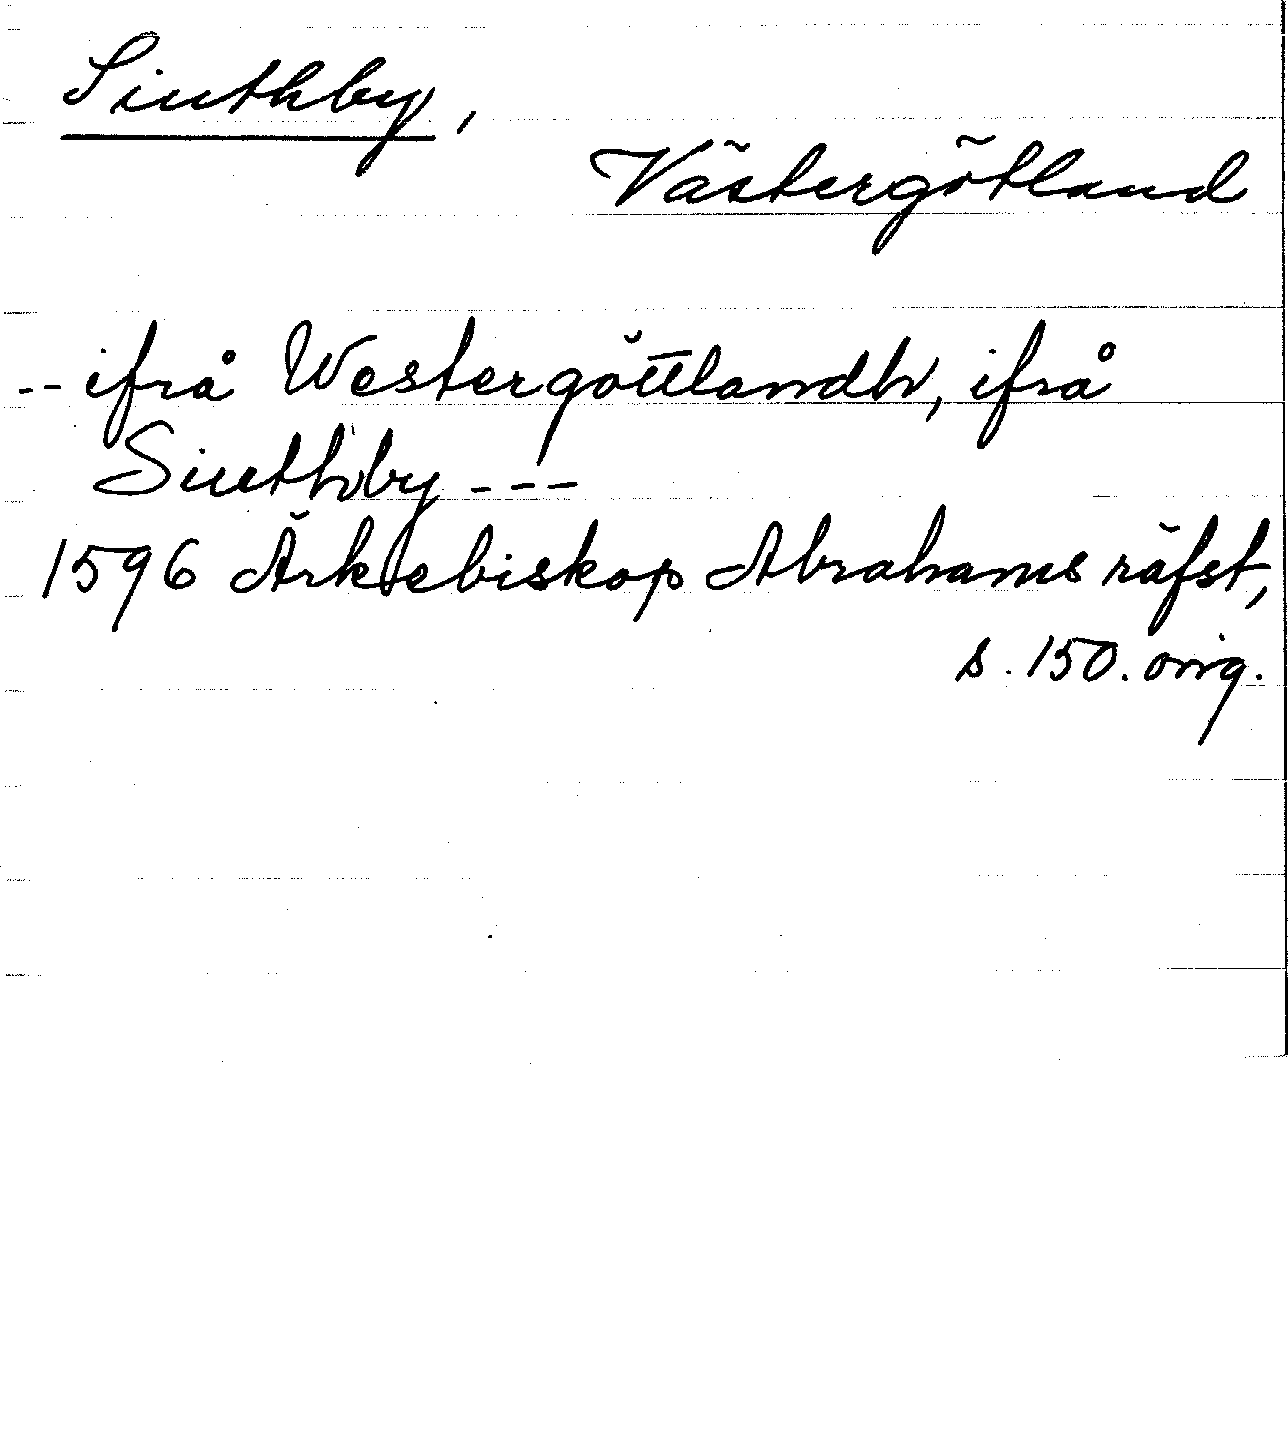 Siuthby,
Västergötland
-- ifrå Westergöttlandh, ifrå
Siuthby ---
1596 Ärkebiskop Abrahams räfst,
s. 150. orig.